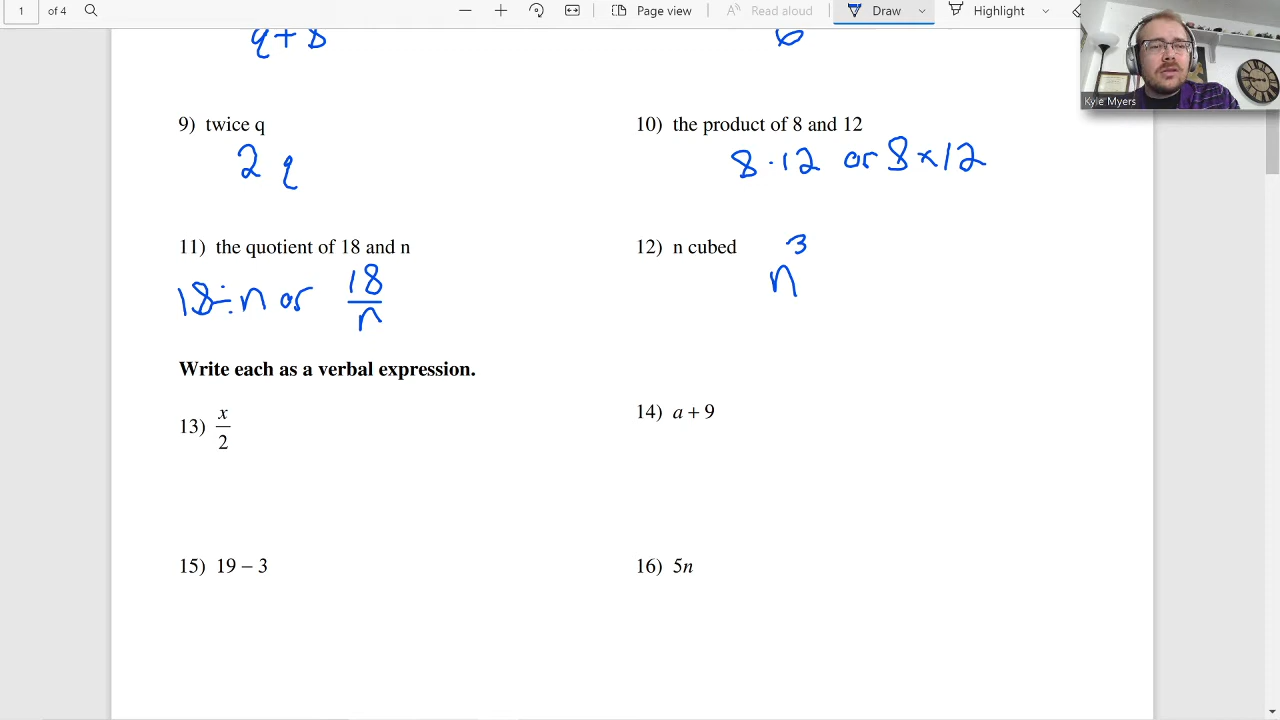 1 of 4 Page view Read aloud Draw Highlight
q + 8
6
Kyle Myers
9) twice q
2 q
10) the product of 8 and 12
8 · 12 or 8 × 12
11) the quotient of 18 and n
18 ÷ n or 18/n
12) n cubed
n³
Write each as a verbal expression.
13) x/2
14) a + 9
15) 19 − 3
16) 5n